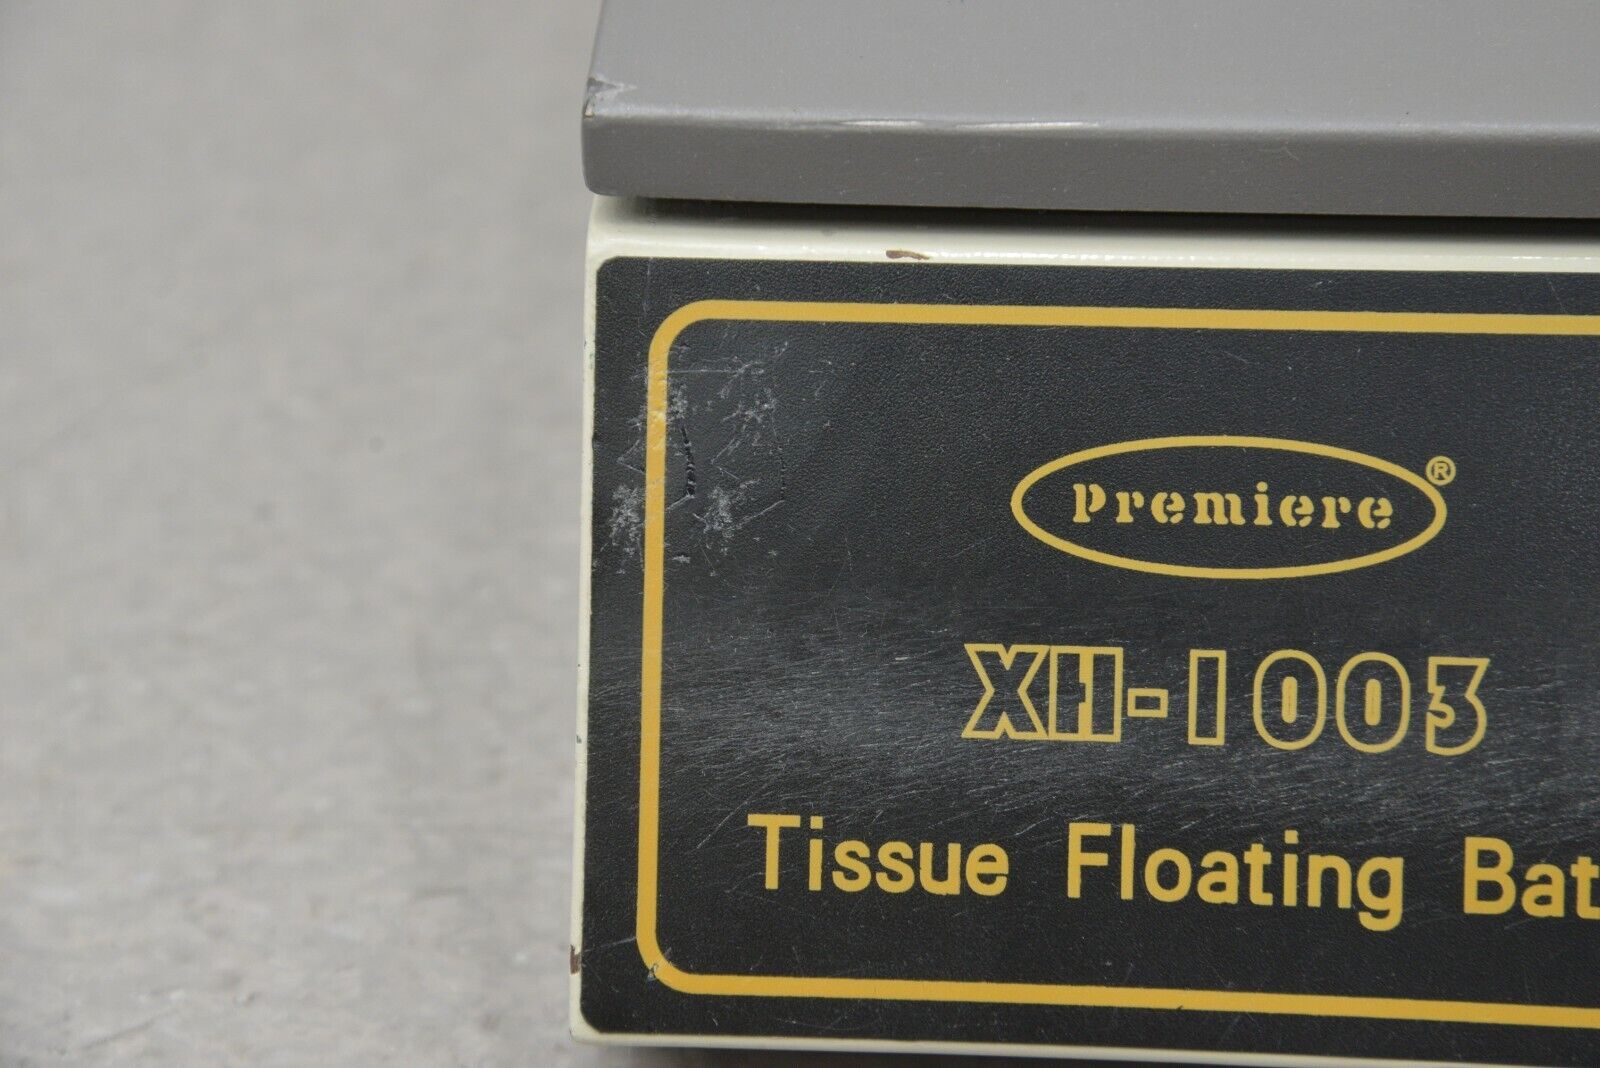 Premiere®
XH-1003
Tissue Floating Bat